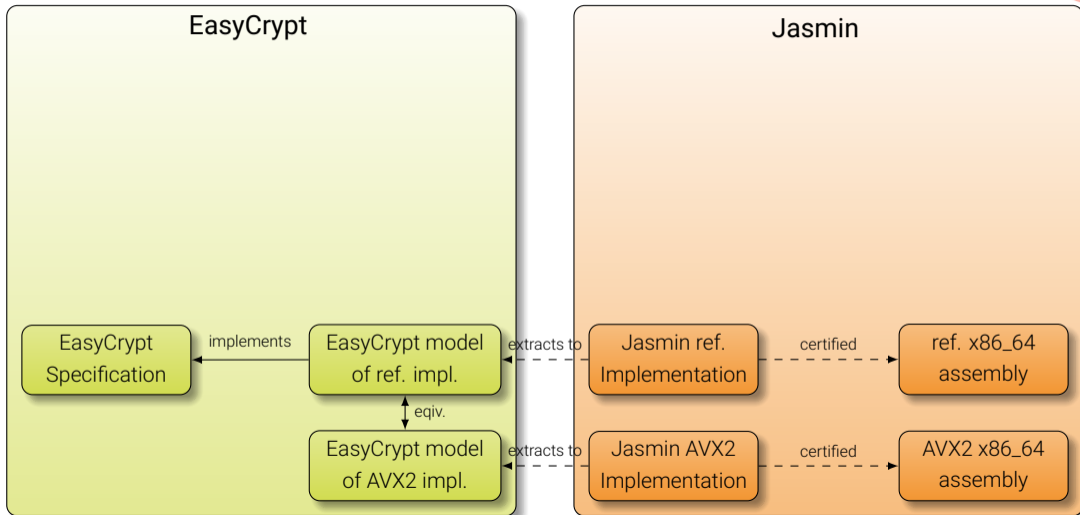 EasyCrypt
Jasmin
EasyCrypt
Specification
implements
EasyCrypt model
of ref. impl.
extracts to
Jasmin ref.
Implementation
certified
ref. x86_64
assembly
eqiv.
EasyCrypt model
of AVX2 impl.
extracts to
Jasmin AVX2
Implementation
certified
AVX2 x86_64
assembly